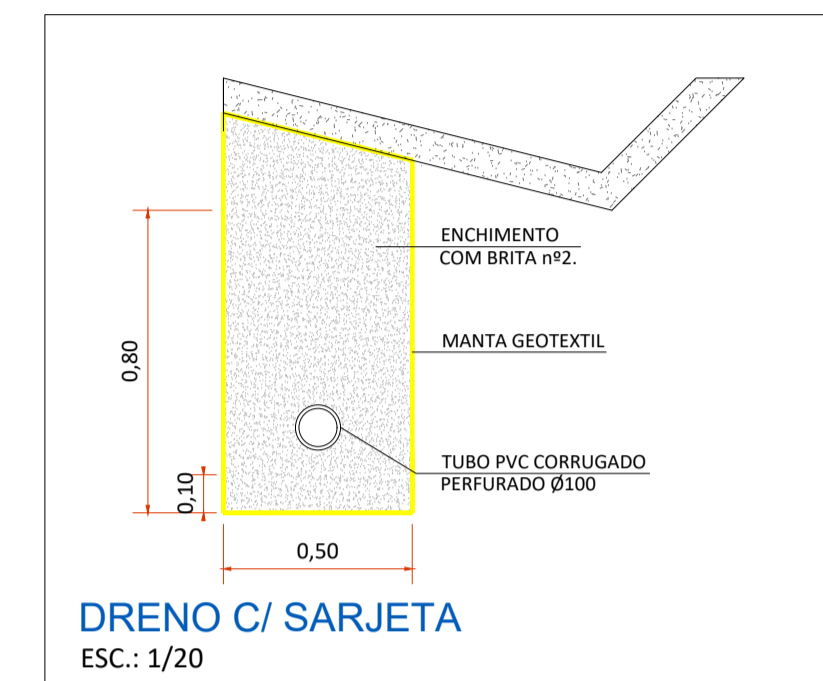 ENCHIMENTO
COM BRITA nº2.
MANTA GEOTEXTIL
0,80
TUBO PVC CORRUGADO
PERFURADO Ø100
0,10
0,50
DRENO C/ SARJETA
ESC.: 1/20